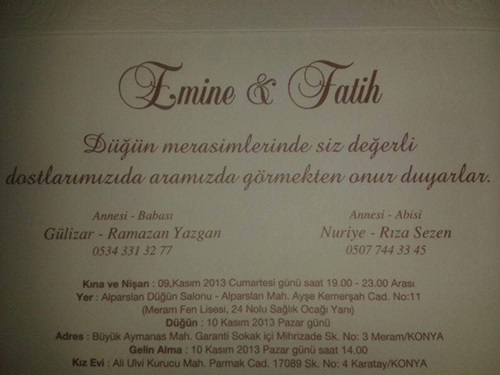 Emine & Fatih
Düğün merasimlerinde siz değerli
dostlarımızıda aramızda görmekten onur duyarlar.
Annesi - Babası
Gülizar - Ramazan Yazgan
0534 331 32 77
Annesi - Abisi
Nuriye - Rıza Sezen
0507 744 33 45
Kına ve Nişan : 09,Kasım 2013 Cumartesi günü saat 19.00 - 23.00 Arası
Yer : Alparslan Düğün Salonu - Alparslan Mah. Ayşe Kemerşah Cad. No:11
(Meram Fen Lisesi, 24 Nolu Sağlık Ocağı Yanı)
Düğün : 10 Kasım 2013 Pazar günü
Adres : Büyük Aymanas Mah. Garanti Sokak içi Mihrizade Sk. No: 3 Meram/KONYA
Gelin Alma : 10 Kasım 2013 Pazar günü saat 14.00
Kız Evi : Ali Ulvi Kurucu Mah. Parmak Cad. 17089 Sk. No: 4 Karatay/KONYA